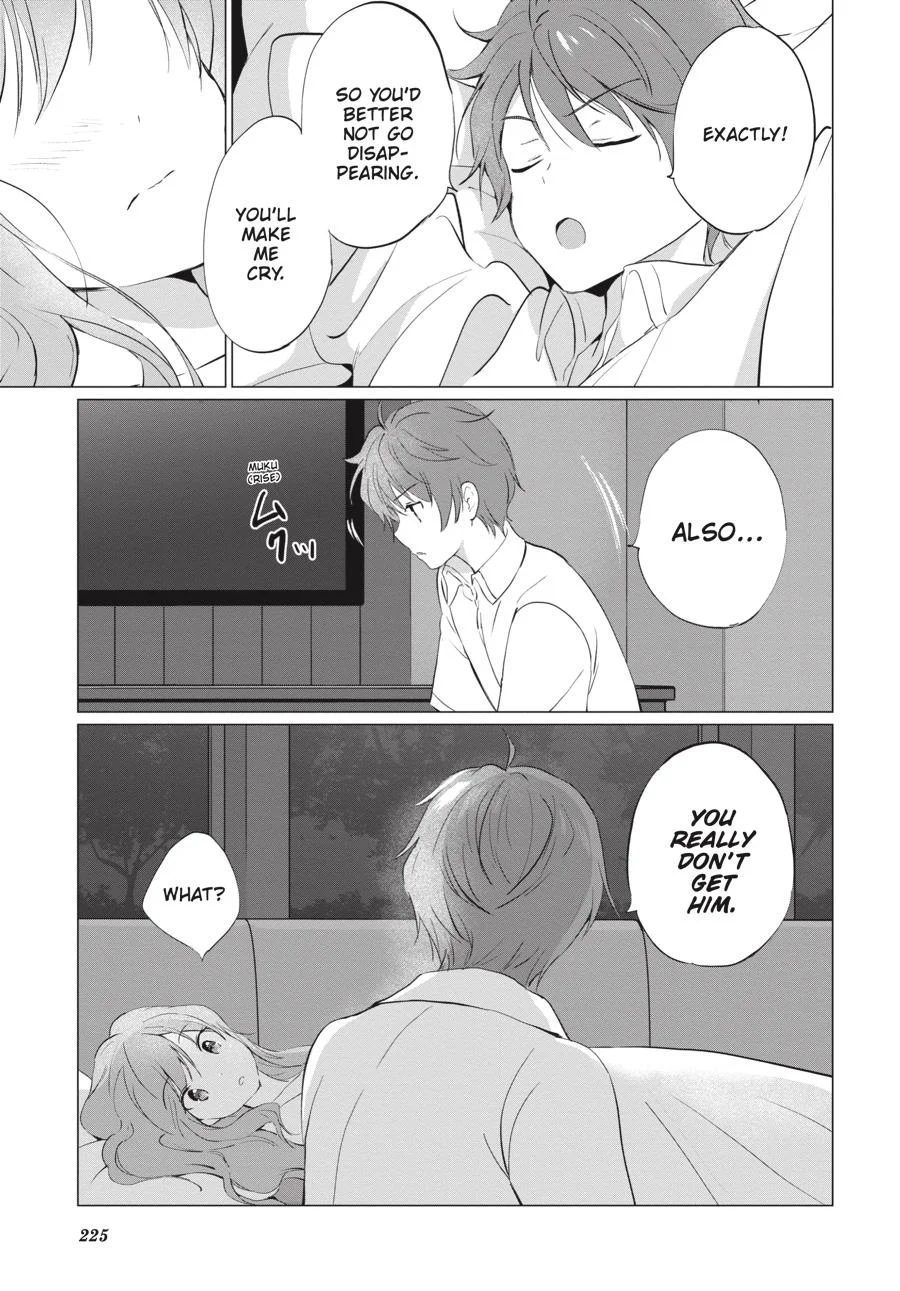 EXACTLY!
SO YOU'D
BETTER
NOT GO
DISAP-
PEARING.
YOU'LL
MAKE
ME
CRY.
ALSO...
MUKU
(RISE)
ムクッ
YOU
REALLY
DON'T
GET
HIM.
WHAT?
225